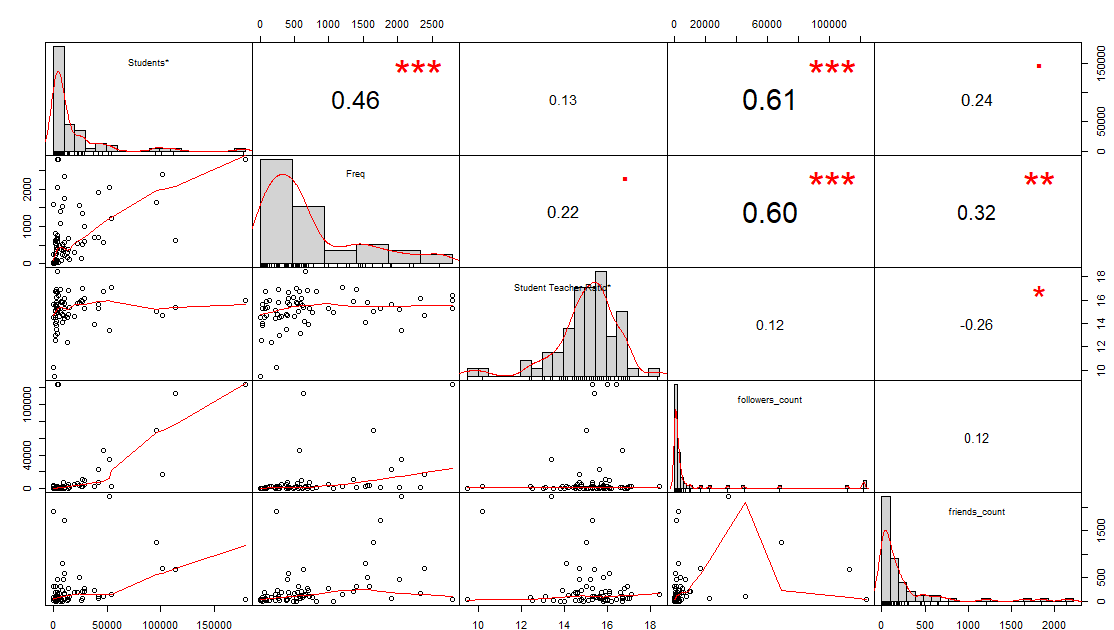 0 500 1000 1500 2000 2500 0 20000 60000 100000
Students*
***
0.46
0.13
***
0.61
0.24
0 50000 150000
0 1000 2000
Freq
0.22
***
0.60
**
0.32
Student Teacher Ratio*
0.12
*
-0.26
10 12 14 16 18
0 40000 100000
followers_count
0.12
friends_count
0 500 1500
0 50000 100000 150000 10 12 14 16 18 0 500 1000 1500 2000